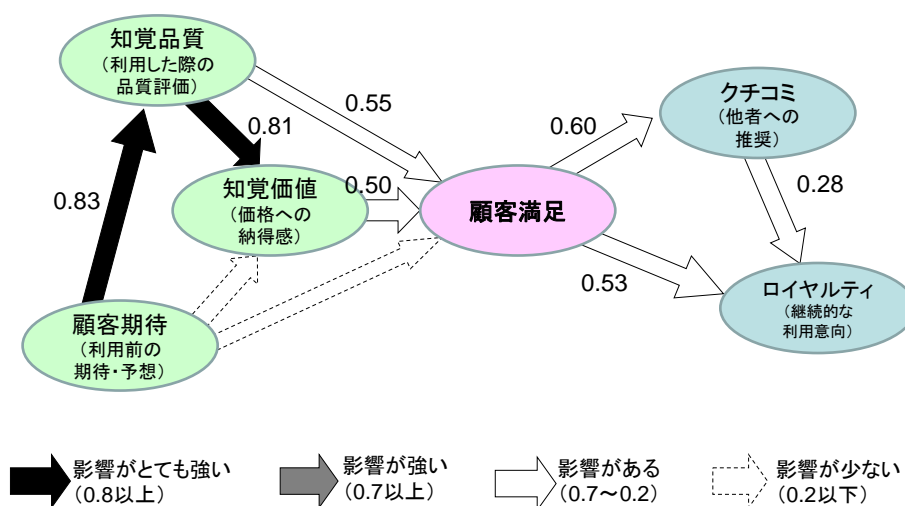 知覚品質
(利用した際の
品質評価)
0.55
0.81
0.83
知覚価値
(価格への
納得感)
0.50
顧客期待
(利用前の
期待・予想)
顧客満足
0.60
クチコミ
(他者への
推奨)
0.28
0.53
ロイヤルティ
(継続的な
利用意向)
影響がとても強い
(0.8以上)
影響が強い
(0.7以上)
影響がある
(0.7～0.2)
影響が少ない
(0.2以下)